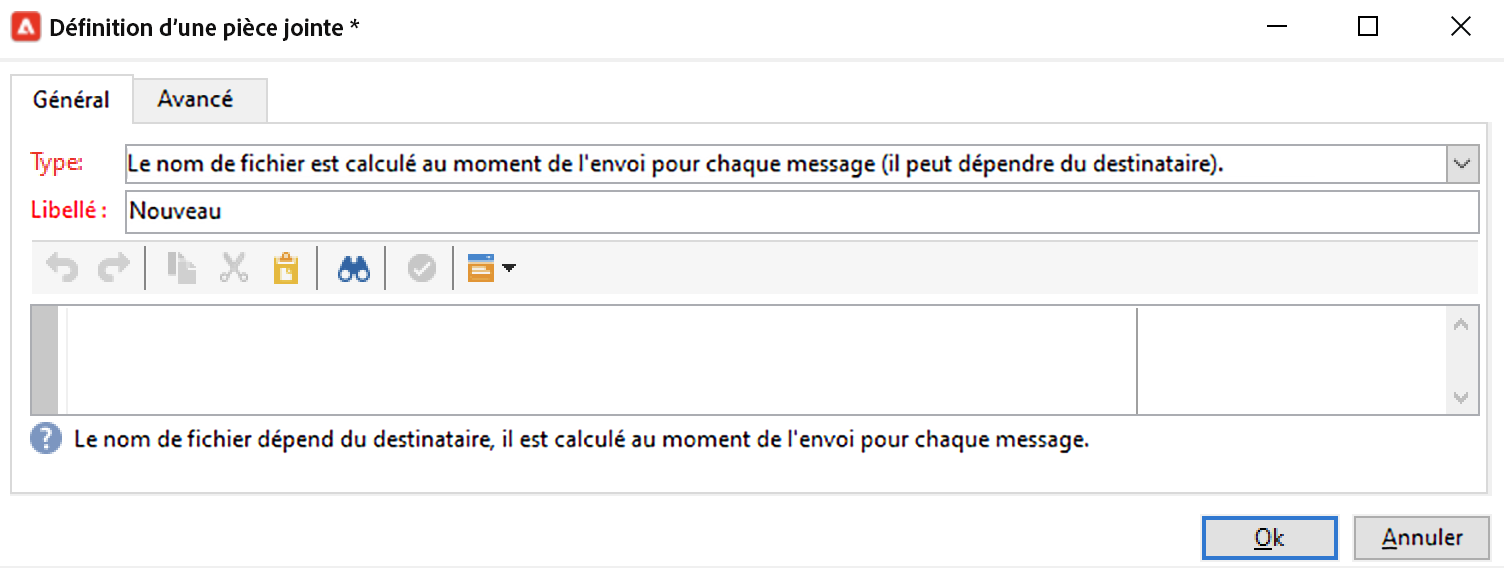 Définition d’une pièce jointe *
Général
Avancé
Type:
Le nom de fichier est calculé au moment de l'envoi pour chaque message (il peut dépendre du destinataire).
Libellé :
Nouveau
Le nom de fichier dépend du destinataire, il est calculé au moment de l'envoi pour chaque message.
Ok
Annuler